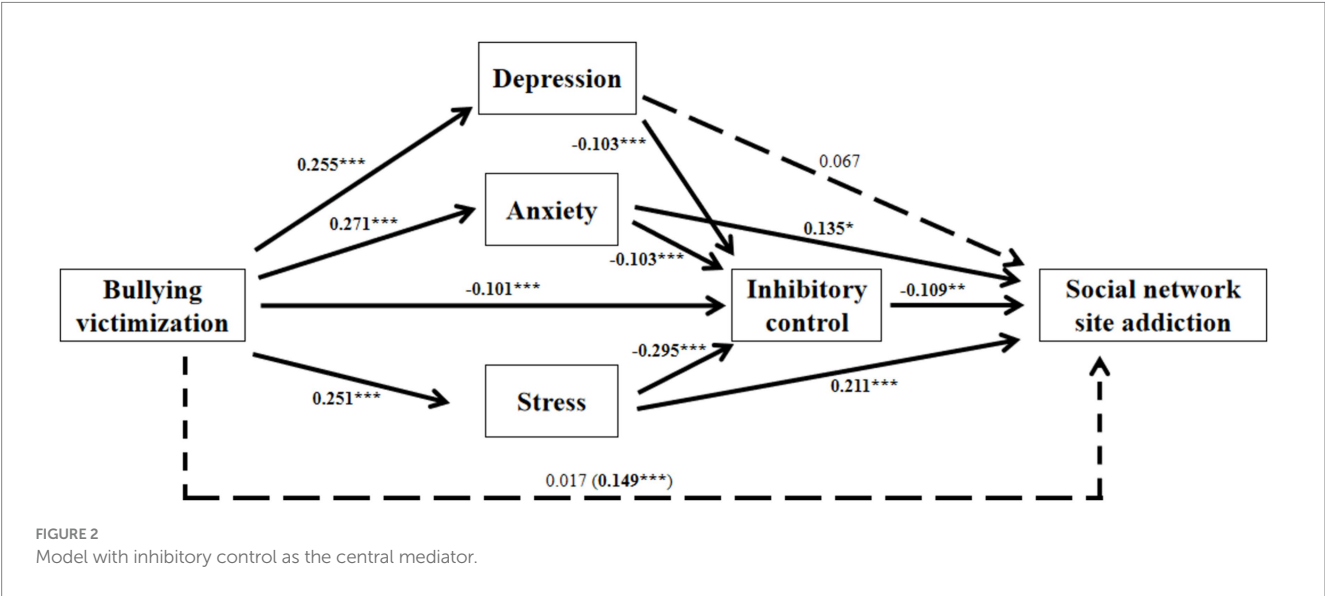 Depression
0.255***
-0.103***
0.067
Anxiety
0.271***
-0.103***
0.135*
Bullying
victimization
-0.101***
Inhibitory
control
-0.109**
Social network
site addiction
-0.295***
Stress
0.251***
0.211***
0.017 (0.149***)
FIGURE 2
Model with inhibitory control as the central mediator.